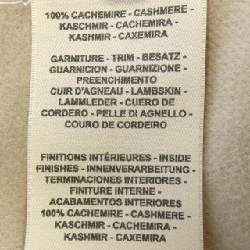 100% CACHEMIRE - CASHMERE -
KASCHMIR - CACHEMIRA -
KASHMIR - CAXEMIRA
GARNITURE - TRIM - BESATZ -
GUARNICION - GUARNIZIONE -
PREENCHIMENTO
CUIR D'AGNEAU - LAMBSKIN -
LAMMLEDER - CUERO DE
CORDERO - PELLE DI AGNELLO -
COURO DE CORDEIRO
FINITIONS INTÉRIEURES - INSIDE
FINISHES - INNENVERARBEITUNG -
TERMINACIONES INTERIORES -
FINITURE INTERNE -
ACABAMENTOS INTERIORES
100% CACHEMIRE - CASHMERE -
KASCHMIR - CACHEMIRA -
KASHMIR - CAXEMIRA